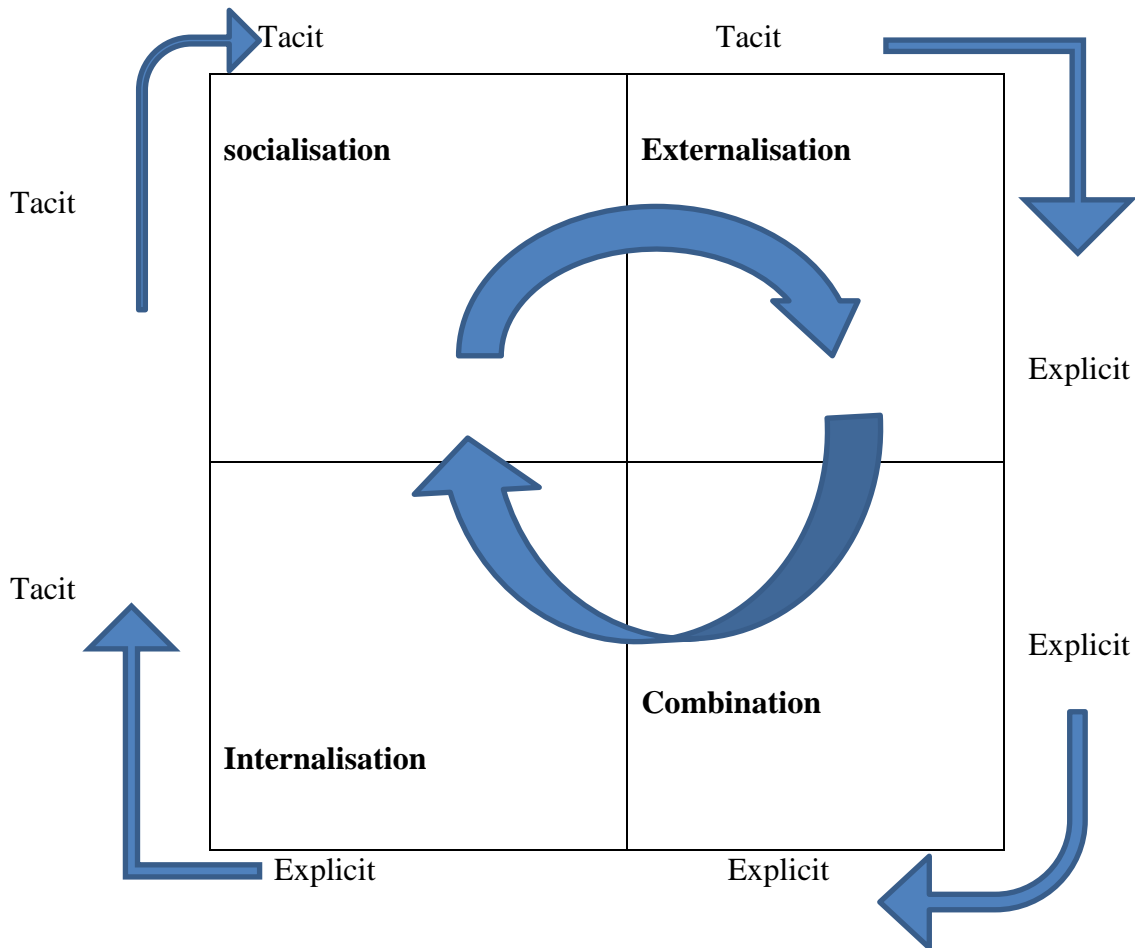 Tacit Tacit
socialisation Externalisation
Tacit
Explicit
Tacit
Explicit
Combination
Internalisation
Explicit Explicit